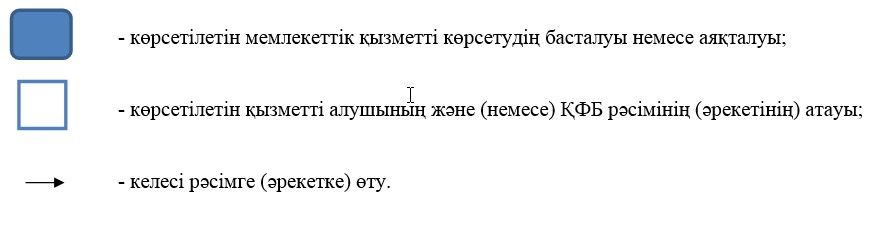 - көрсетілетін мемлекеттік қызметті көрсетудің басталуы немесе аяқталуы;
- көрсетілетін қызметті алушының және (немесе) ҚФБ рәсімінің (әрекетінің) атауы;
- келесі рәсімге (әрекетке) өту.